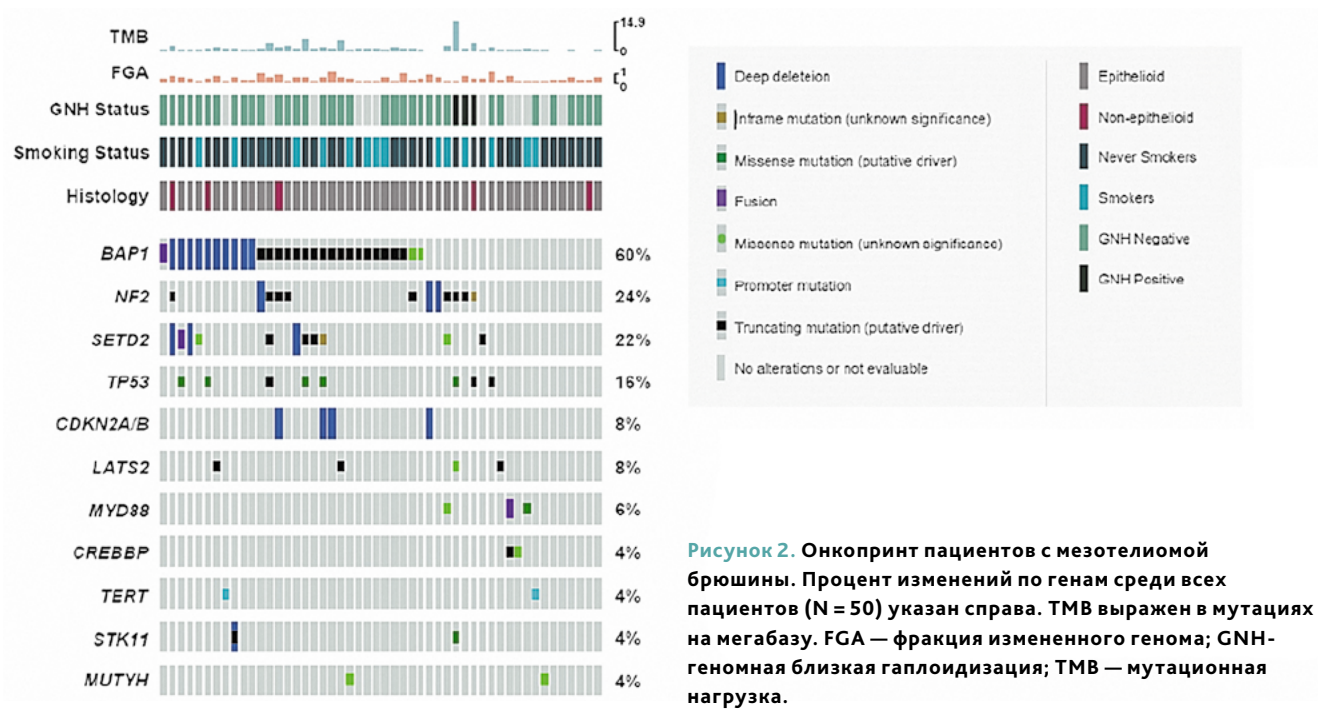 TMB
14.9
0
FGA
1
0
GNH Status
Smoking Status
Histology
BAP1 60%
NF2 24%
SETD2 22%
TP53 16%
CDKN2A/B 8%
LATS2 8%
MYD88 6%
CREBBP 4%
TERT 4%
STK11 4%
MUTYH 4%
Deep deleteion
Inframe mutation (unknown significance)
Missense mutation (putative driver)
Fusion
Missense mutation (unknown significance)
Promoter mutation
Truncating mutation (putative driver)
No alterations or not evaluable
Epithelioid
Non-epithelioid
Never Smokers
Smokers
GNH Negative
GNH Positive
Рисунок 2. Онкопринт пациентов с мезотелиомой
брюшины. Процент изменений по генам среди всех
пациентов (N = 50) указан справа. TMB выражен в мутациях
на мегабазу. FGA — фракция измененного генома; GNH-
геномная близкая гаплоидизация; TMB — мутационная
нагрузка.